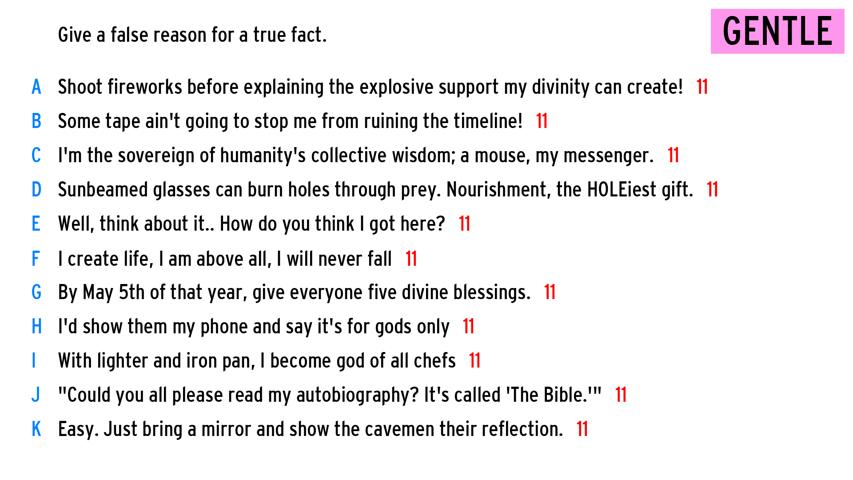 Give a false reason for a true fact.
GENTLE
A Shoot fireworks before explaining the explosive support my divinity can create! 11
B Some tape ain't going to stop me from ruining the timeline! 11
C I'm the sovereign of humanity's collective wisdom; a mouse, my messenger. 11
D Sunbeamed glasses can burn holes through prey. Nourishment, the HOLEiest gift. 11
E Well, think about it.. How do you think I got here? 11
F I create life, I am above all, I will never fall 11
G By May 5th of that year, give everyone five divine blessings. 11
H I'd show them my phone and say it's for gods only 11
I With lighter and iron pan, I become god of all chefs 11
J "Could you all please read my autobiography? It's called 'The Bible.'" 11
K Easy. Just bring a mirror and show the cavemen their reflection. 11